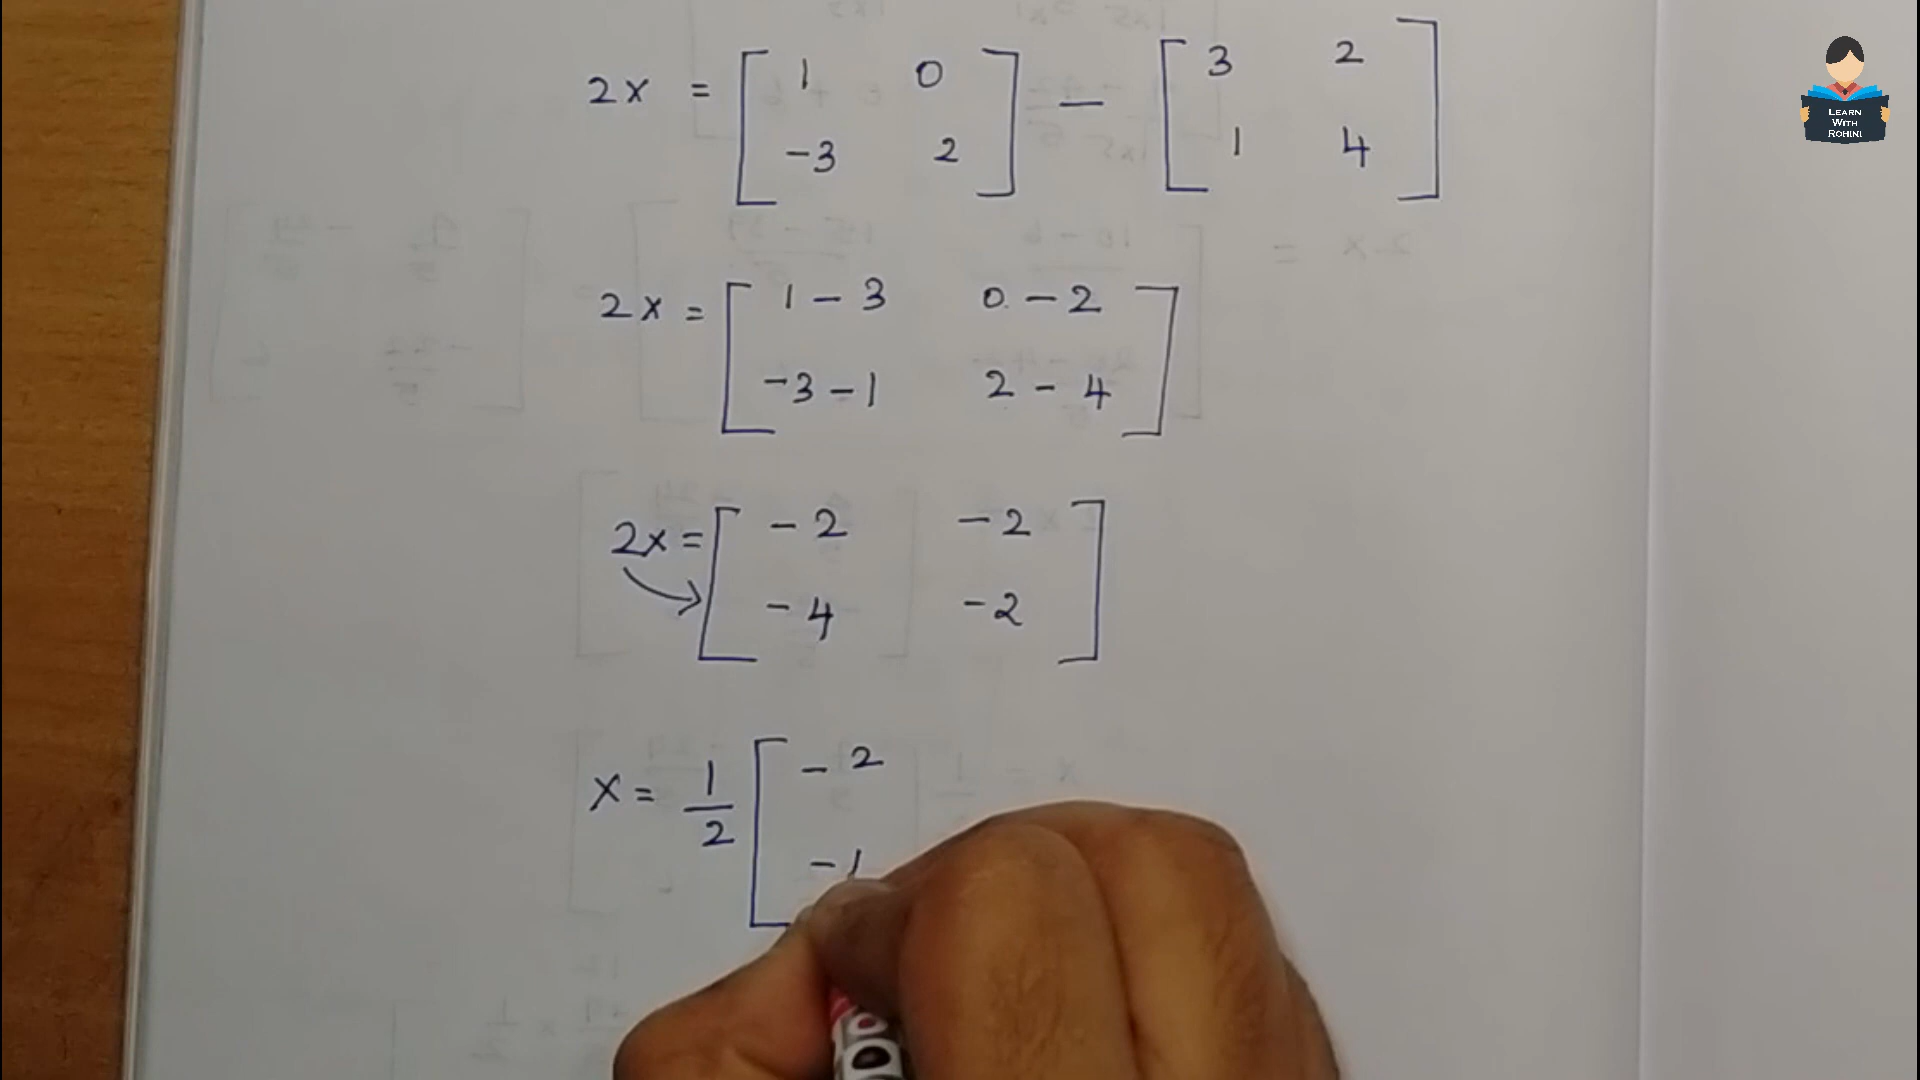 2x = [ 1 0 ] — [ 3 2 ]
[ -3 2 ] [ 1 4 ]
2x = [ 1 - 3 0 - 2 ]
[ -3 - 1 2 - 4 ]
2x = [ - 2 - 2 ]
[ - 4 - 2 ]
x = 1/2 [ - 2
LEARN
WITH
ROHINI